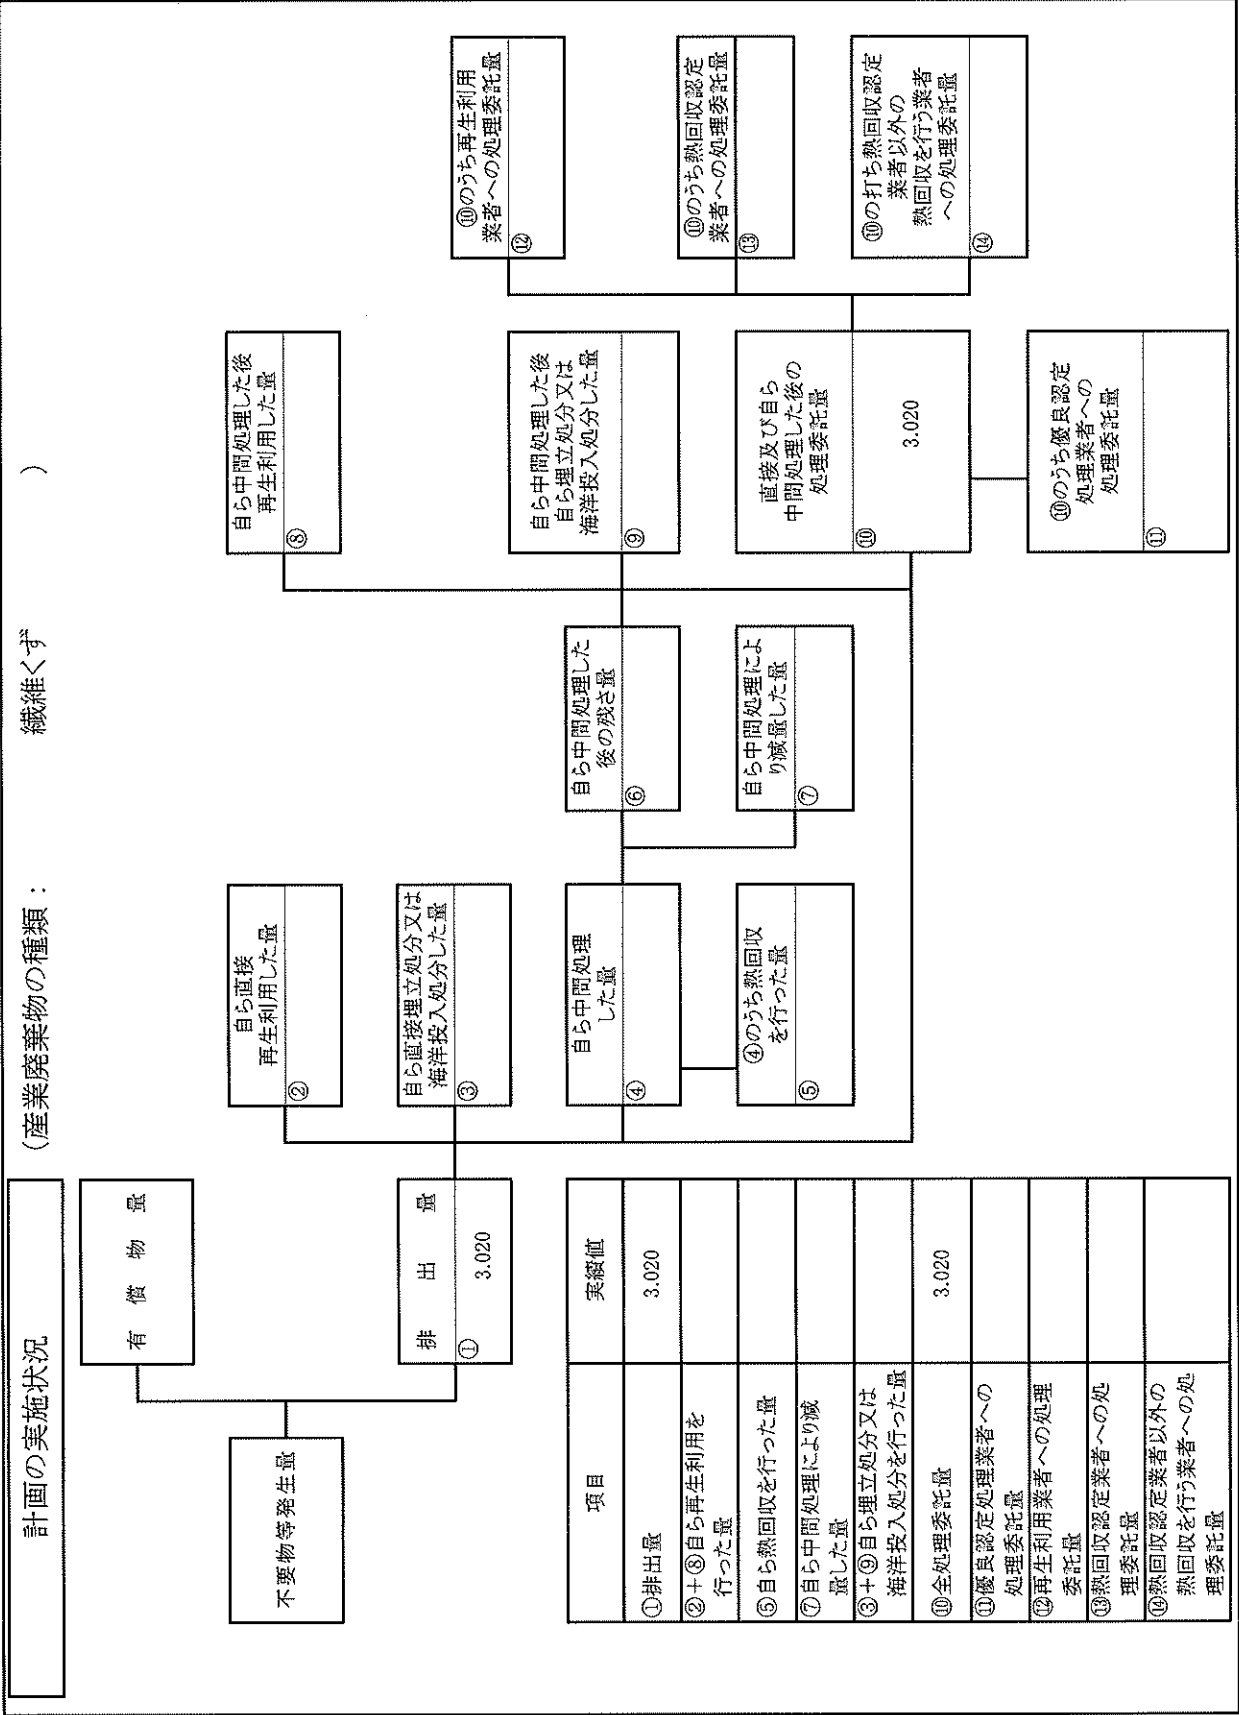 計画の実施状況
(産業廃棄物の種類： 繊維くず )
不要物等発生量
有 償 物 量
排 出 量
① 3.020
自ら直接
再生利用した量
②
自ら直接埋立処分又は
海洋投入処分した量
③
自ら中間処理
した量
④
④のうち熱回収
を行った量
⑤
自ら中間処理した
後の残さ量
⑥
自ら中間処理によ
り減量した量
⑦
自ら中間処理した後
再生利用した量
⑧
自ら中間処理した後
自ら埋立処分又は
海洋投入処分した量
⑨
直接及び自ら
中間処理した後の
処理委託量
⑩ 3.020
⑩のうち優良認定
処理業者への
処理委託量
⑪
⑩のうち再生利用
業者への処理委託量
⑫
⑩のうち熱回収認定
業者への処理委託量
⑬
⑩の打ち熱回収認定
業者以外の
熱回収を行う業者
への処理委託量
⑭
項目 実績値
①排出量 3.020
②＋⑧自ら再生利用を
行った量
⑤自ら熱回収を行った量
⑦自ら中間処理により減
量した量
③＋⑨自ら埋立処分又は
海洋投入処分を行った量
⑩全処理委託量 3.020
⑪優良認定処理業者への
処理委託量
⑫再生利用業者への処理
委託量
⑬熱回収認定業者への処
理委託量
⑭熱回収認定業者以外の
熱回収を行う業者への処
理委託量